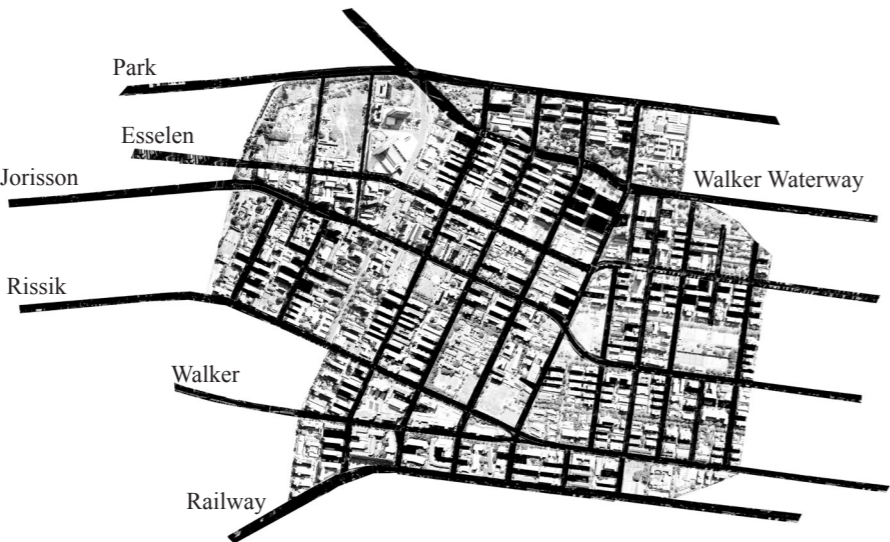 Park
Esselen
Jorisson
Walker Waterway
Rissik
Walker
Railway